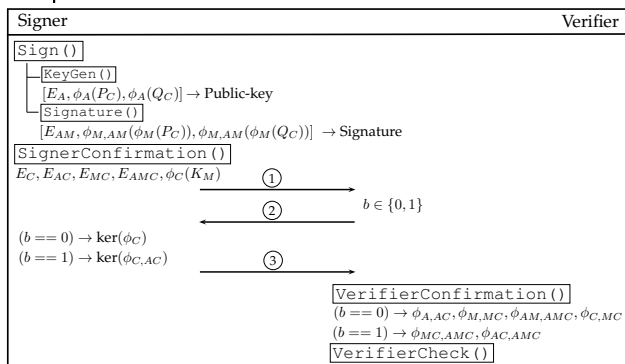 Signer Verifier
Sign()
KeyGen()
[E_A, ϕ_A(P_C), ϕ_A(Q_C)] → Public-key
Signature()
[E_{AM}, ϕ_{M,AM}(ϕ_M(P_C)), ϕ_{M,AM}(ϕ_M(Q_C))] → Signature
SignerConfirmation()
E_C, E_{AC}, E_{MC}, E_{AMC}, ϕ_C(K_M)
①
② b ∈ {0, 1}
(b == 0) → ker(ϕ_C)
(b == 1) → ker(ϕ_{C,AC})
③
VerifierConfirmation()
(b == 0) → ϕ_{A,AC}, ϕ_{M,MC}, ϕ_{AM,AMC}, ϕ_{C,MC}
(b == 1) → ϕ_{MC,AMC}, ϕ_{AC,AMC}
VerifierCheck()